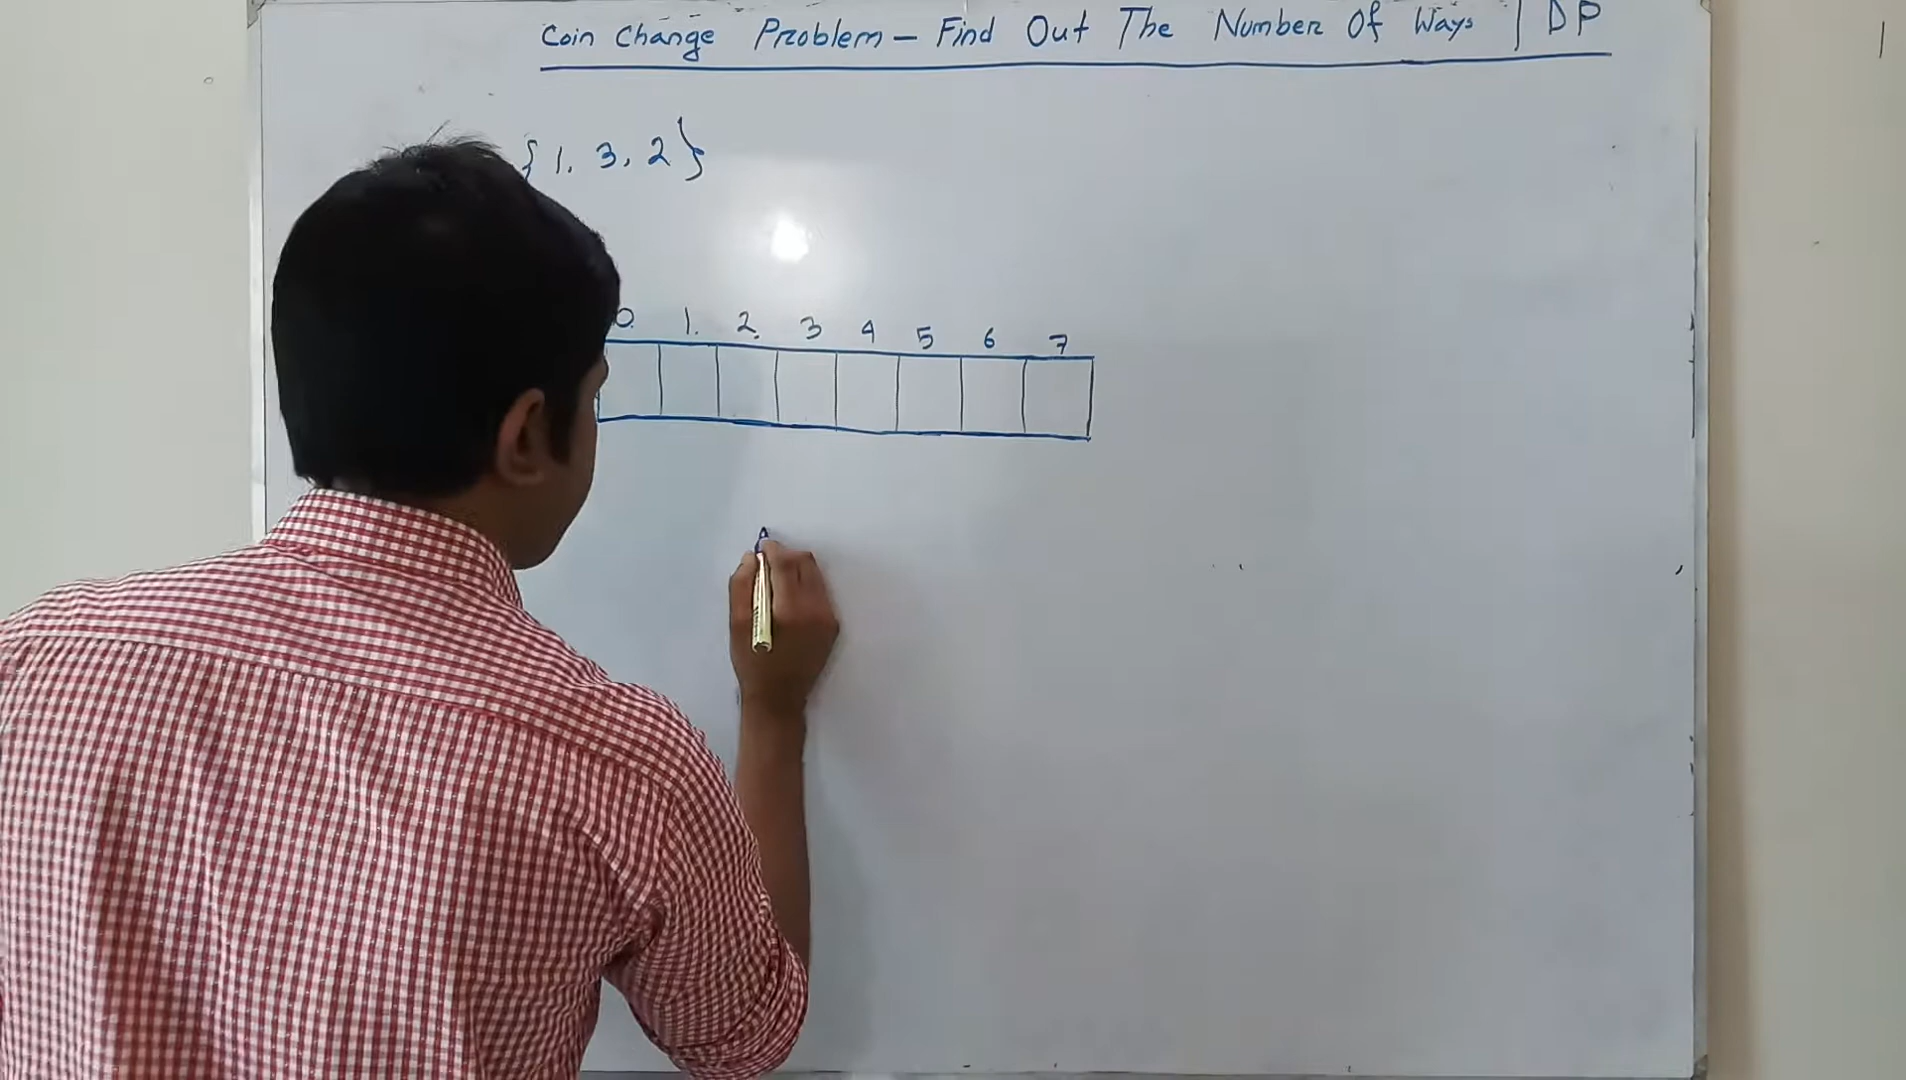 Coin Change Problem – Find Out The Number Of Ways | DP
{1, 3, 2}
0 1 2 3 4 5 6 7